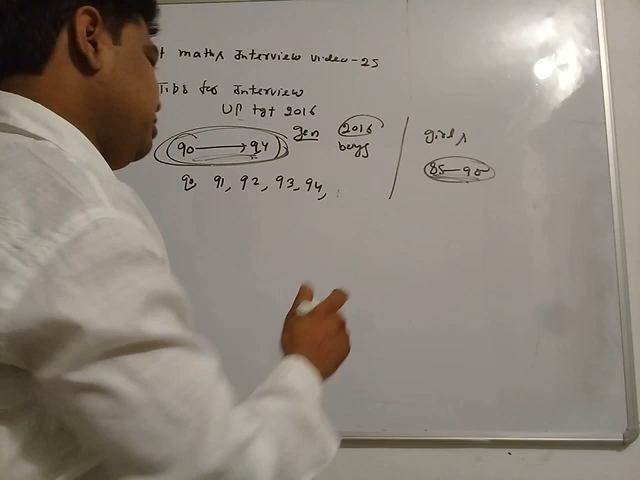 t maths Interview video-25
Tips for Interview
UP tgt 2016
gen 2016 girls
90 → 94 boys
85-90
90 91, 92, 93, 94,